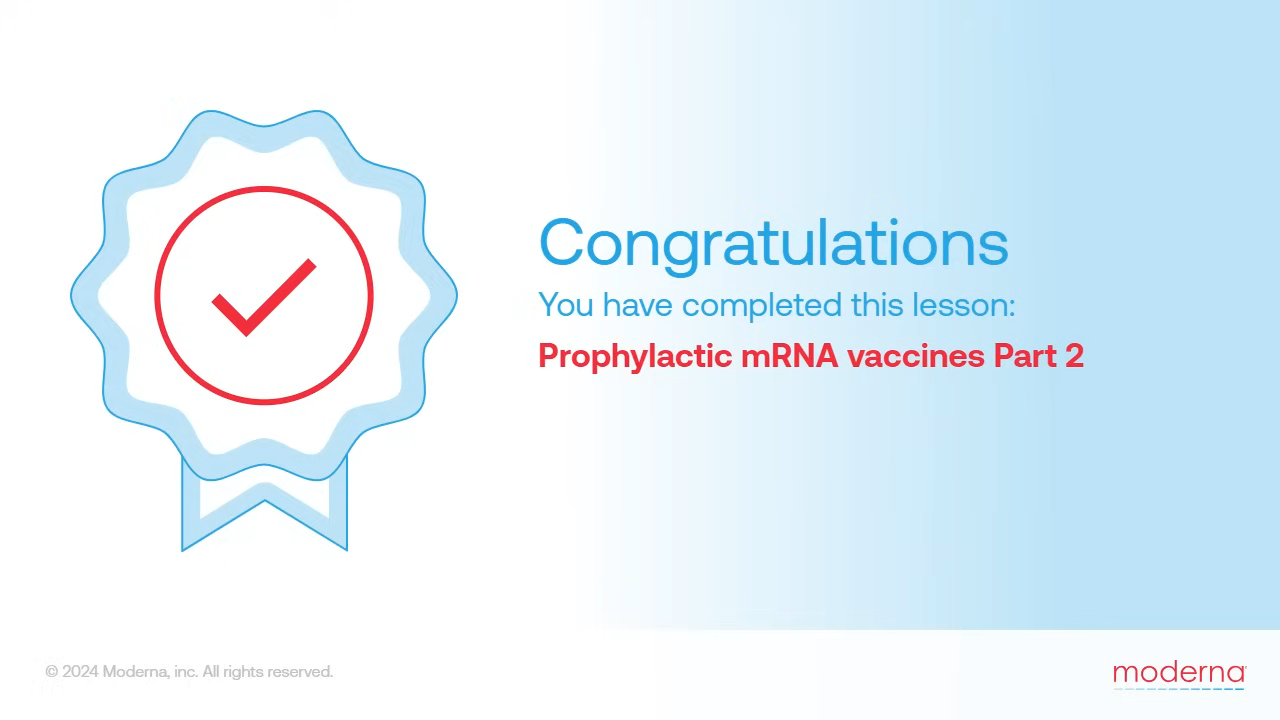 Congratulations
You have completed this lesson:
Prophylactic mRNA vaccines Part 2
© 2024 Moderna, inc. All rights reserved.
moderna